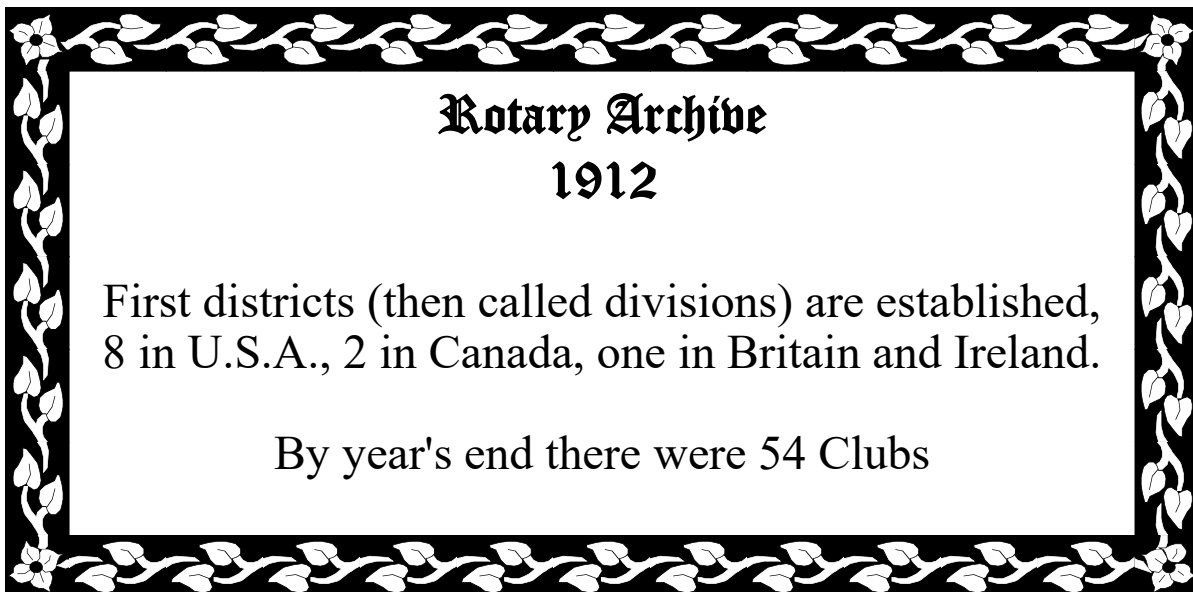 Rotary Archive
1912
First districts (then called divisions) are established,
8 in U.S.A., 2 in Canada, one in Britain and Ireland.
By year's end there were 54 Clubs